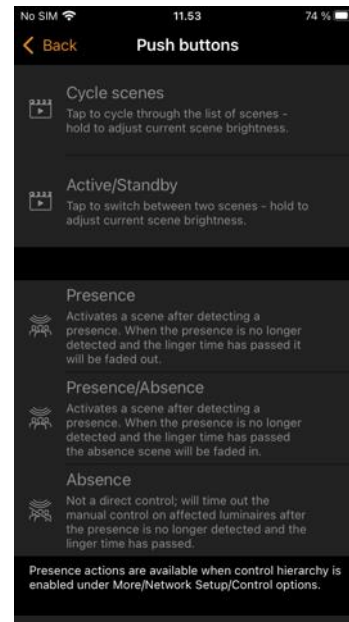 No SIM 11.53 74 %
Back Push buttons
Cycle scenes
Tap to cycle through the list of scenes –
hold to adjust current scene brightness.
Active/Standby
Tap to switch between two scenes – hold to
adjust current scene brightness.
Presence
Activates a scene after detecting a
presence. When the presence is no longer
detected and the linger time has passed it
will be faded out.
Presence/Absence
Activates a scene after detecting a
presence. When the presence is no longer
detected and the linger time has passed
the absence scene will be faded in.
Absence
Not a direct control; will time out the
manual control on affected luminaires after
the presence is no longer detected and the
linger time has passed.
Presence actions are available when control hierarchy is
enabled under More/Network Setup/Control options.